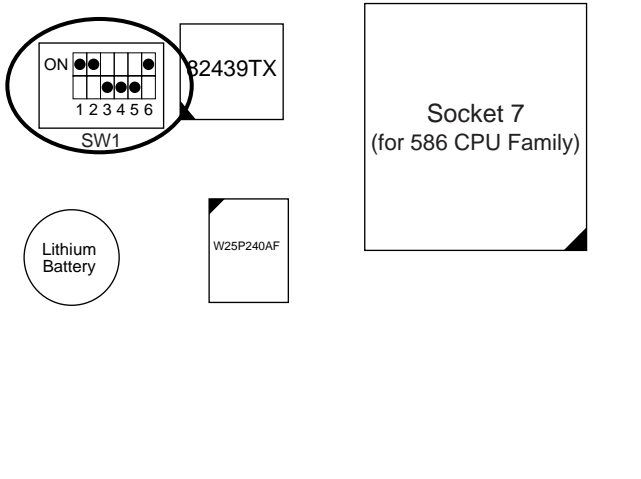 ON
1 2 3 4 5 6
SW1
82439TX
Socket 7
(for 586 CPU Family)
Lithium
Battery
W25P240AF